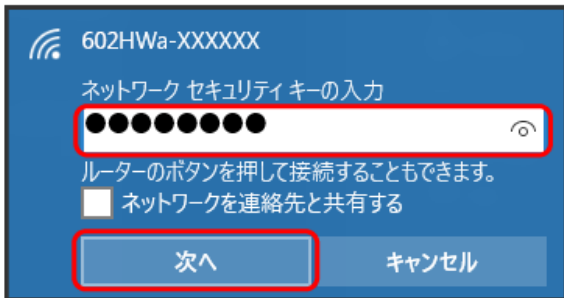 602HWa-XXXXXX
ネットワーク セキュリティ キーの入力
●●●●●●●●
ルーターのボタンを押して接続することもできます。
ネットワークを連絡先と共有する
次へ キャンセル